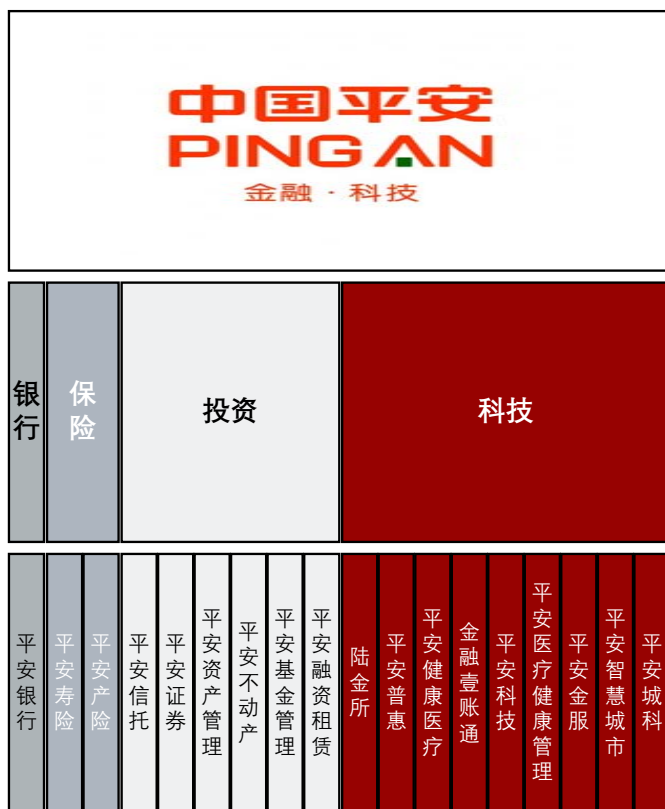 中国平安
PING AN
金融·科技
银行
保险
投资
科技
平安银行
平安寿险
平安产险
平安信托
平安证券
平安资产管理
平安不动产
平安基金管理
平安融资租赁
陆金所
平安普惠
平安健康医疗
金融壹账通
平安科技
平安医疗健康管理
平安金服
平安智慧城市
平安城科